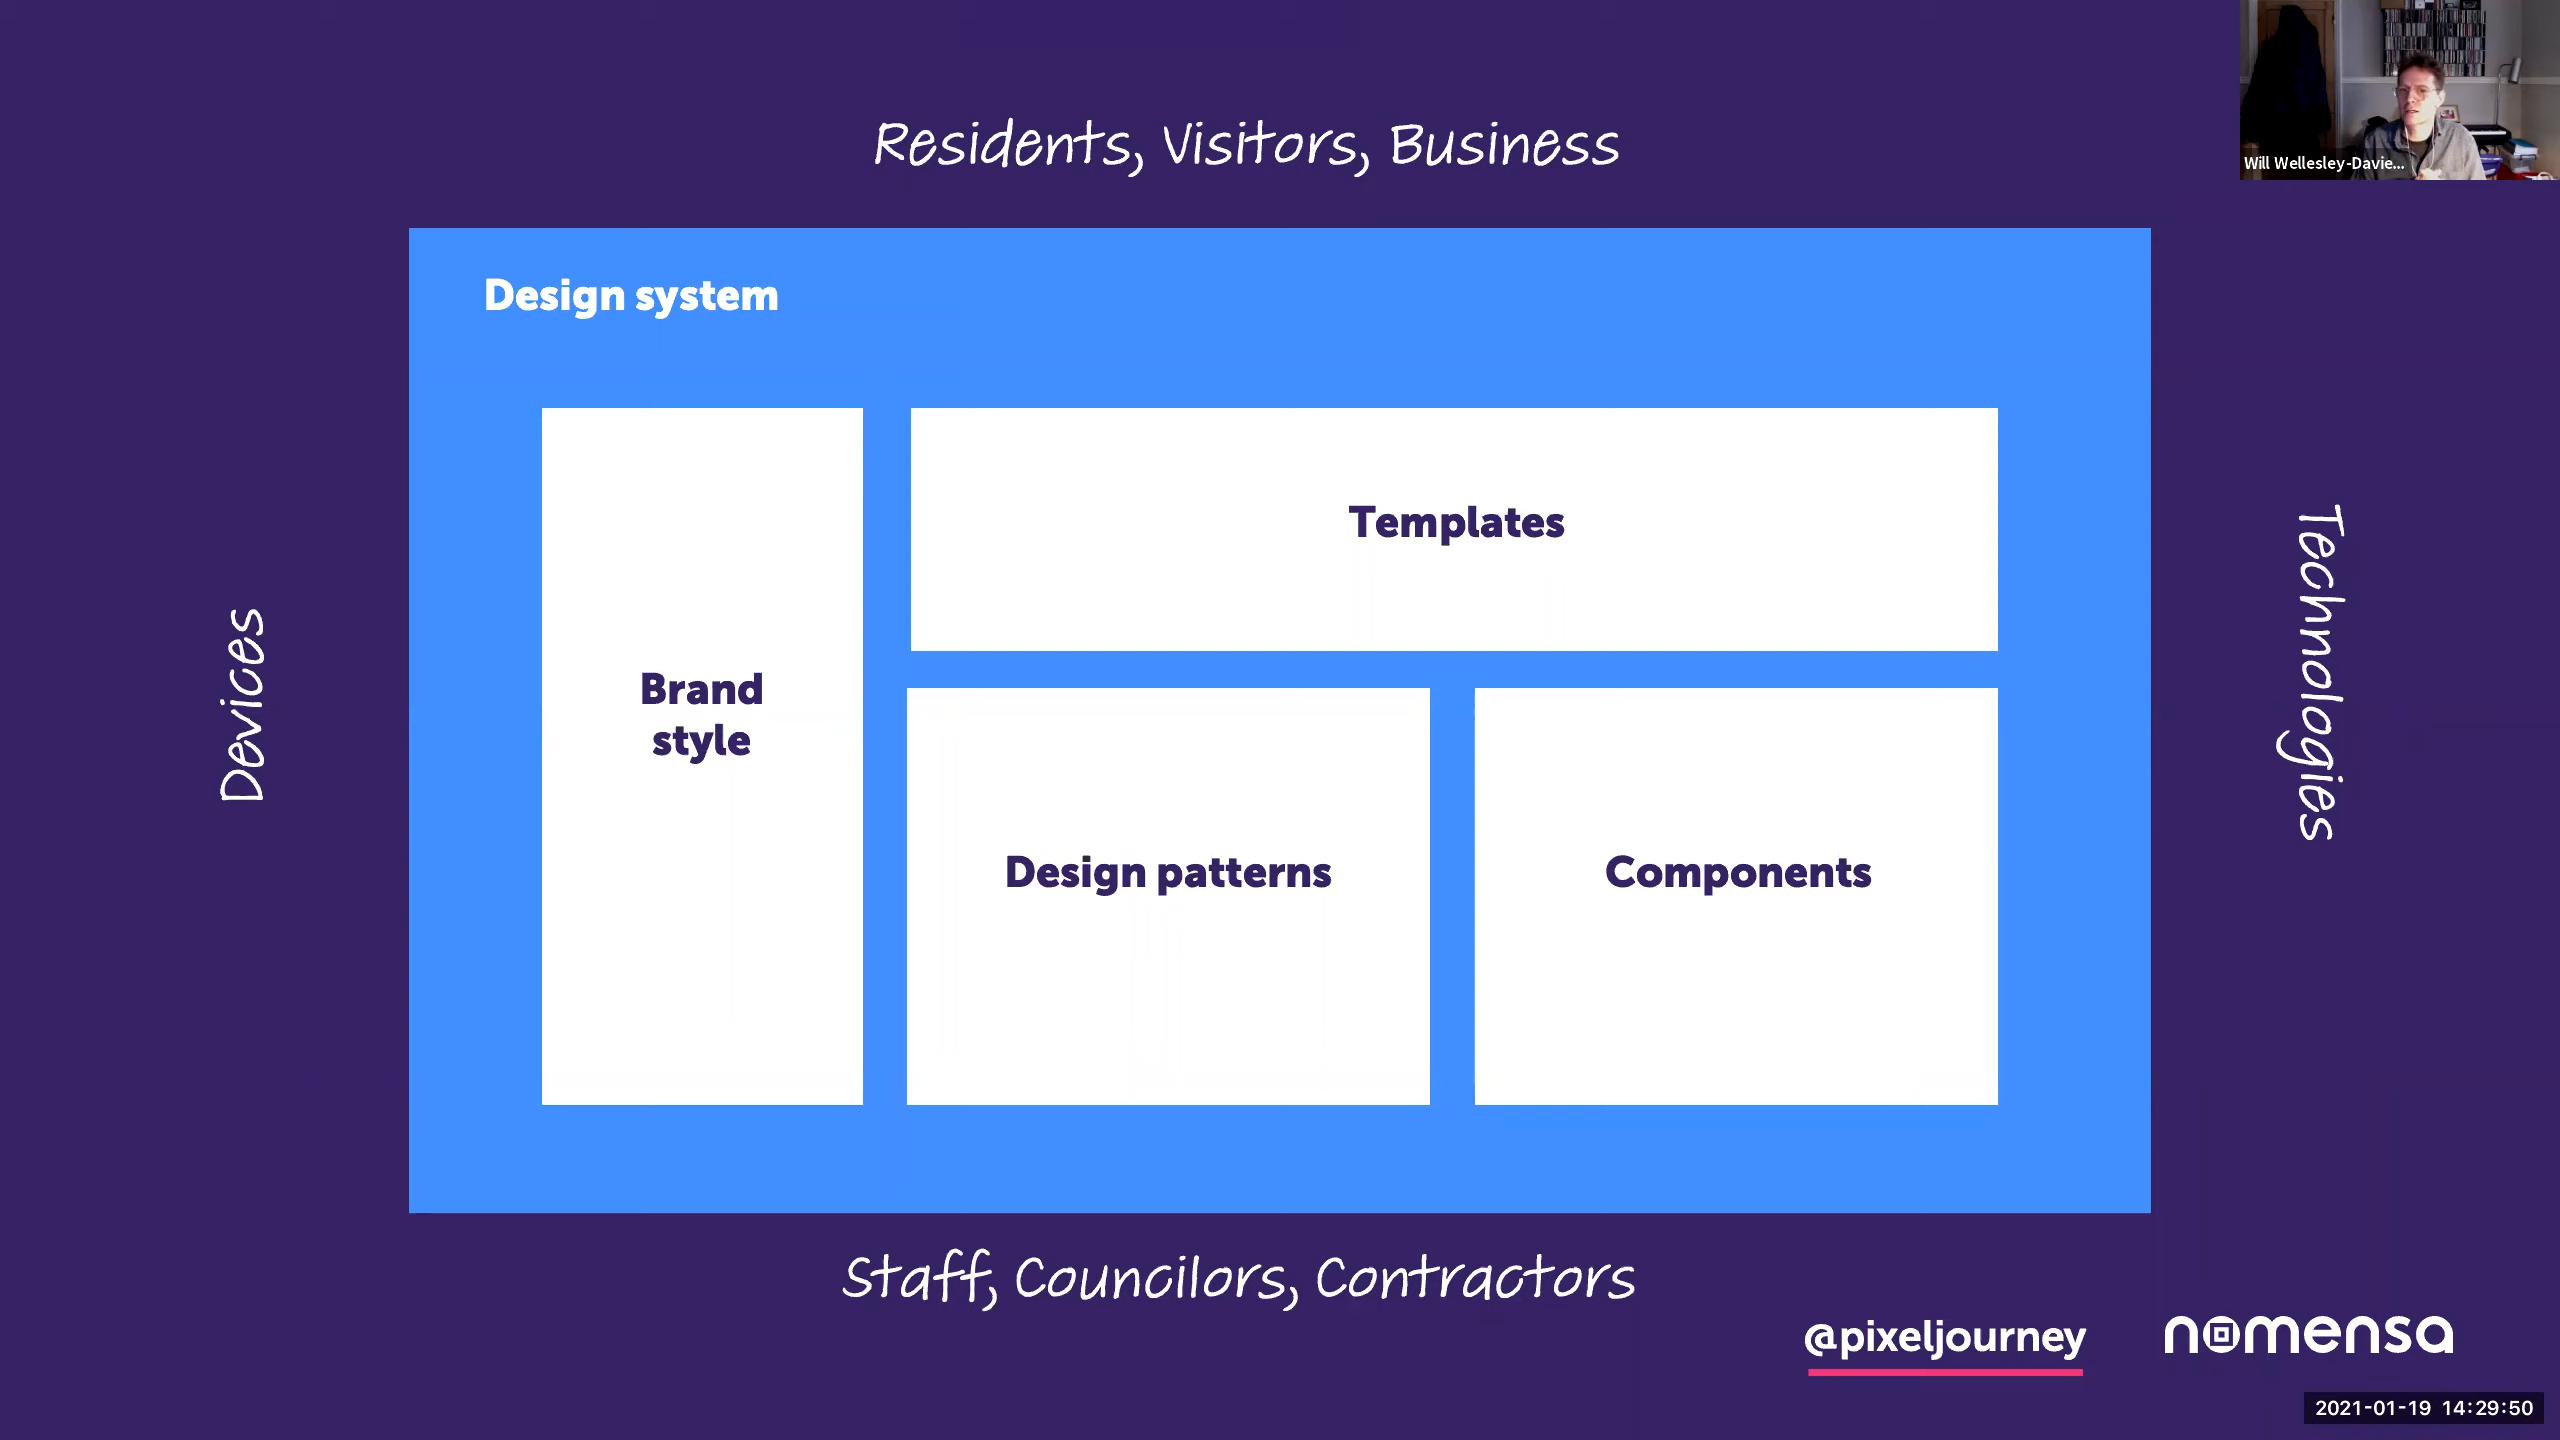 Will Wellesley-Davie...
Residents, Visitors, Business
Design system
Templates
Brand
style
Design patterns
Components
Devices
Technologies
Staff, Councilors, Contractors
@pixeljourney
nomensa
2021-01-19 14:29:50